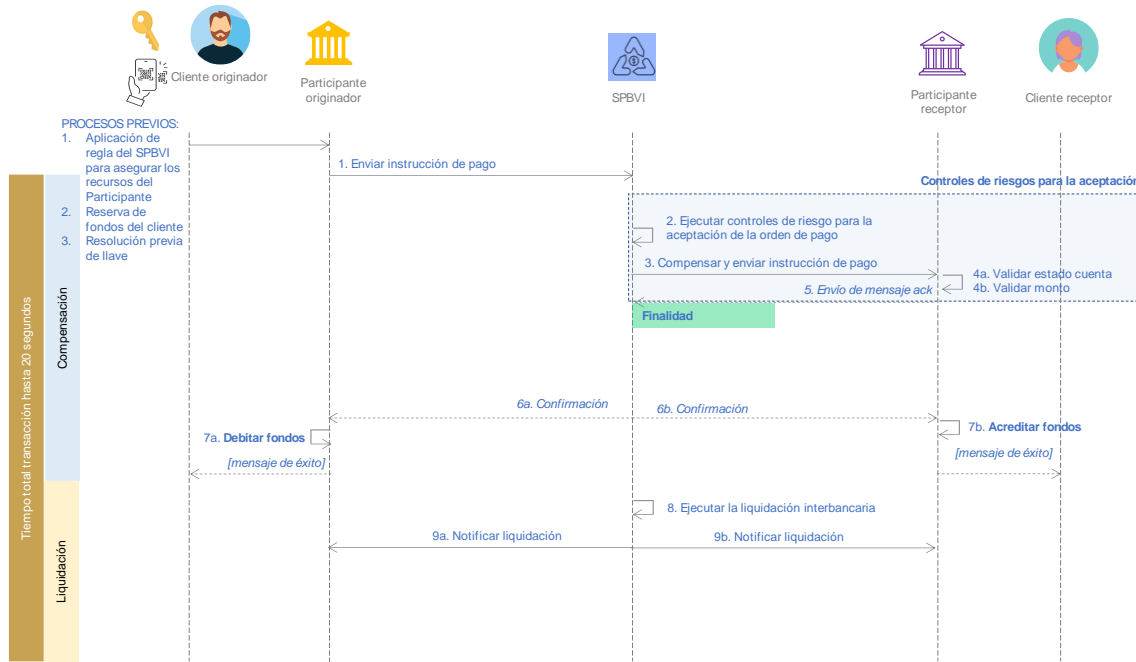 Cliente originador
Participante
originador
SPBVI
Participante
receptor
Cliente receptor
PROCESOS PREVIOS:
1. Aplicación de
regla del SPBVI
para asegurar los
recursos del
Participante
2. Reserva de
fondos del cliente
3. Resolución previa
de llave
1. Enviar instrucción de pago
Controles de riesgos para la aceptación
2. Ejecutar controles de riesgo para la
aceptación de la orden de pago
3. Compensar y enviar instrucción de pago
4a. Validar estado cuenta
4b. Validar monto
5. Envío de mensaje ack
Finalidad
Tiempo total transacción hasta 20 segundos
Compensación
6a. Confirmación
6b. Confirmación
7a. Debitar fondos
7b. Acreditar fondos
[mensaje de éxito]
[mensaje de éxito]
8. Ejecutar la liquidación interbancaria
9a. Notificar liquidación
9b. Notificar liquidación
Liquidación